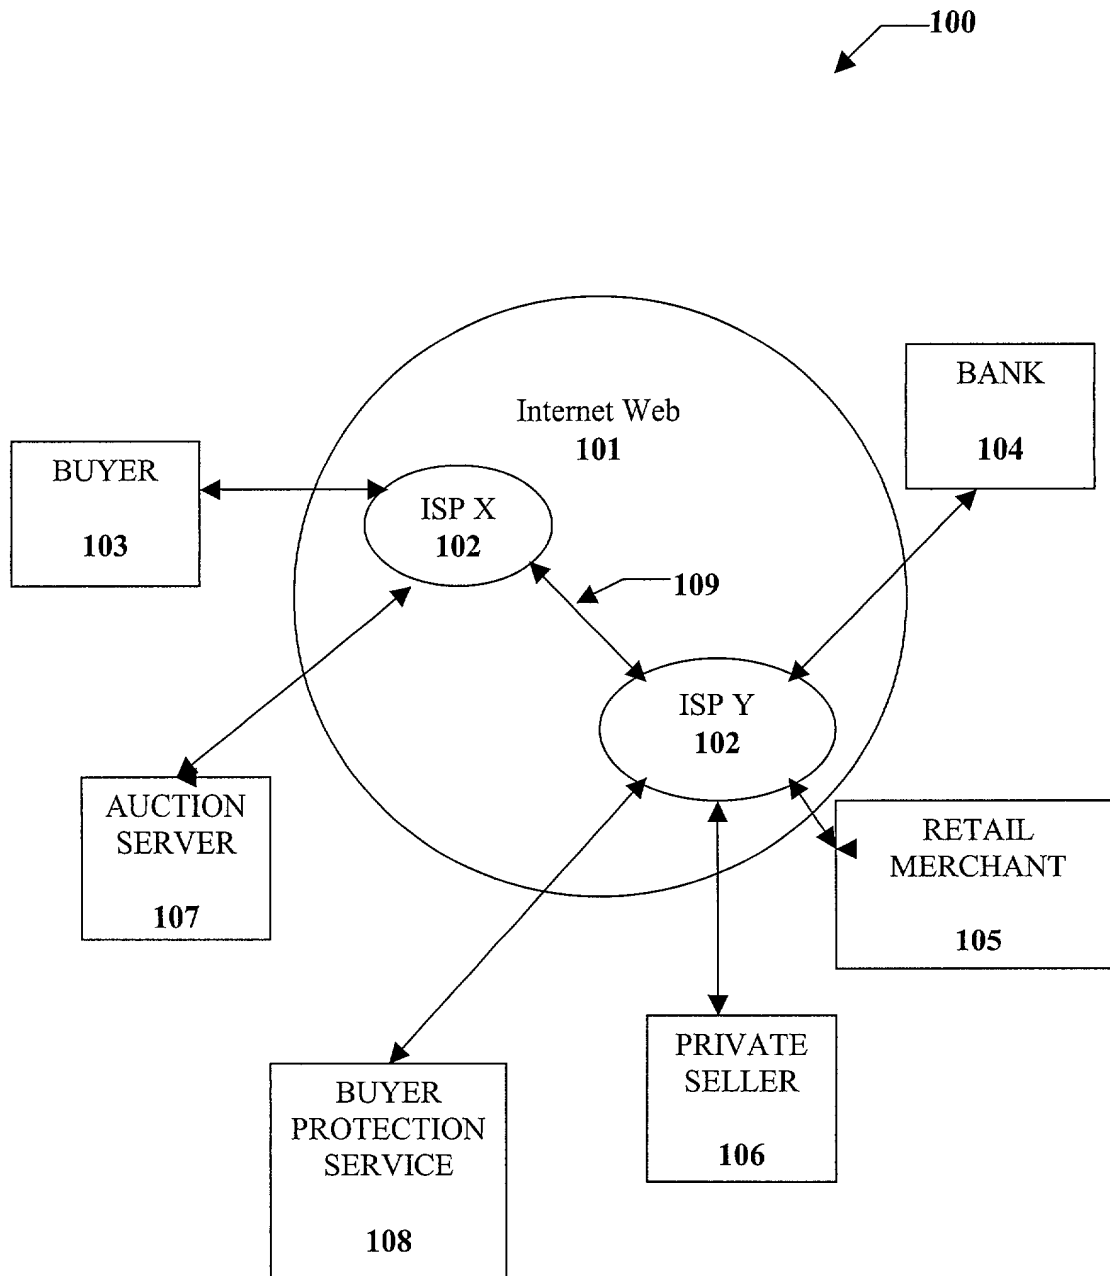 100
Internet Web
101
BANK
104
BUYER
103
ISP X
102
109
ISP Y
102
AUCTION
SERVER
107
RETAIL
MERCHANT
105
PRIVATE
SELLER
106
BUYER
PROTECTION
SERVICE
108